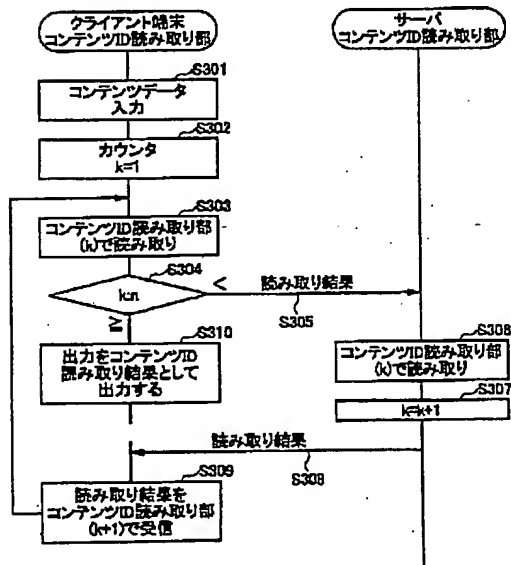 クライアント端末
コンテンツID読み取り部
サーバ
コンテンツID読み取り部
S301
コンテンツデータ
入力
S302
カウンタ
k=1
S303
コンテンツID読み取り部
(k)で読み取り
S304
k:n
<
読み取り結果
S305
≧
S310
出力をコンテンツID
読み取り結果として
出力する
S306
コンテンツID読み取り部
(k)で読み取り
S307
k=k+1
読み取り結果
S308
S309
読み取り結果を
コンテンツID読み取り部
(k+1)で受信